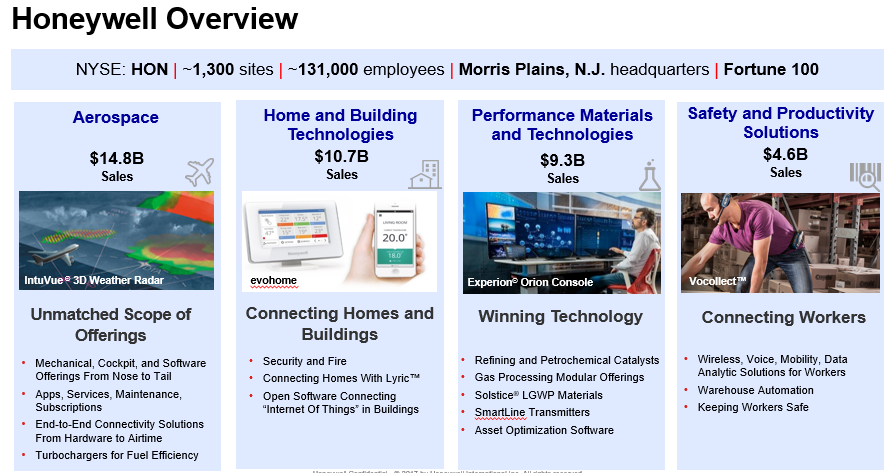 Honeywell Overview
NYSE: HON | ~1,300 sites | ~131,000 employees | Morris Plains, N.J. headquarters | Fortune 100
Aerospace
$14.8B
Sales
IntuVue® 3D Weather Radar
Unmatched Scope of
Offerings
• Mechanical, Cockpit, and Software
Offerings From Nose to Tail
• Apps, Services, Maintenance,
Subscriptions
• End-to-End Connectivity Solutions
From Hardware to Airtime
• Turbochargers for Fuel Efficiency
Home and Building
Technologies
$10.7B
Sales
LIVING ROOM
20.0°
18.0
evohome
Connecting Homes and
Buildings
• Security and Fire
• Connecting Homes With Lyric™
• Open Software Connecting
“Internet Of Things” in Buildings
Performance Materials
and Technologies
$9.3B
Sales
Experion® Orion Console
Winning Technology
• Refining and Petrochemical Catalysts
• Gas Processing Modular Offerings
• Solstice® LGWP Materials
• SmartLine Transmitters
• Asset Optimization Software
Safety and Productivity
Solutions
$4.6B
Sales
Vocollect™
Connecting Workers
• Wireless, Voice, Mobility, Data
Analytic Solutions for Workers
• Warehouse Automation
• Keeping Workers Safe
Honeywell Confidential - © 2017 by Honeywell International Inc. All rights reserved.